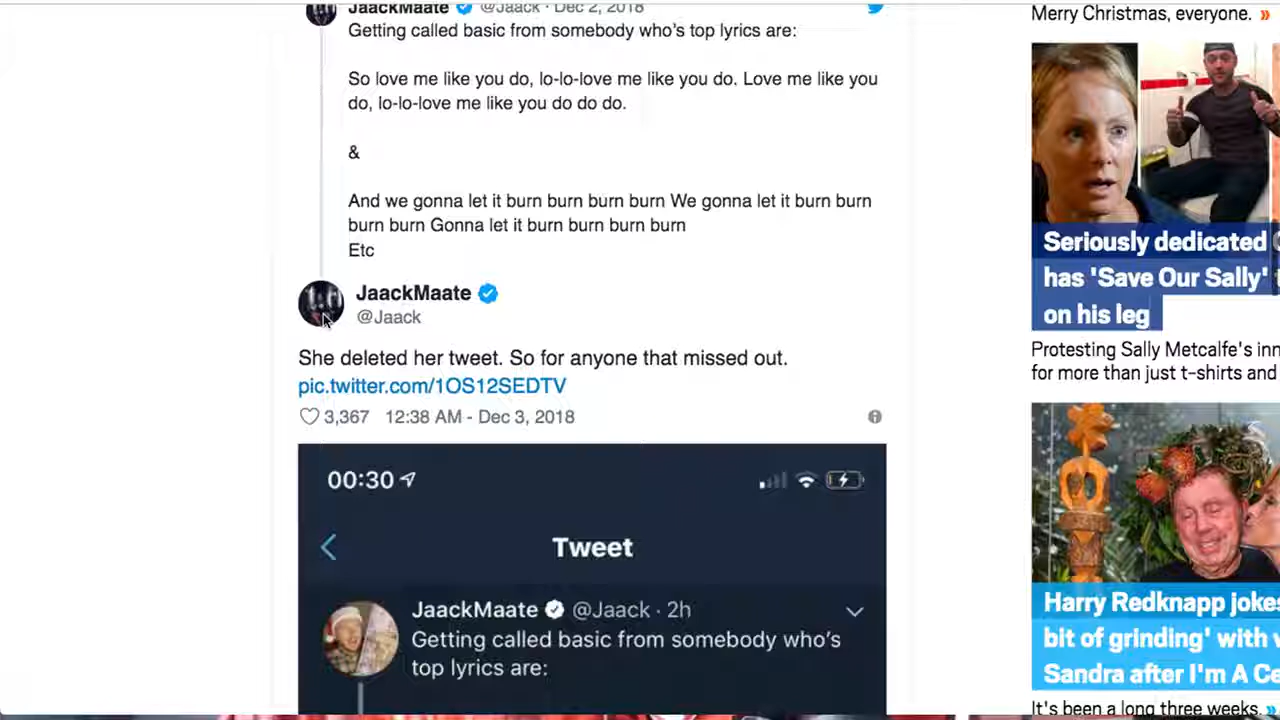 JaackMaate @Jaack · Dec 2, 2018
Getting called basic from somebody who's top lyrics are:
So love me like you do, lo-lo-love me like you do. Love me like you
do, lo-lo-love me like you do do do.
&
And we gonna let it burn burn burn burn We gonna let it burn burn
burn burn Gonna let it burn burn burn burn
Etc
JaackMaate
@Jaack
She deleted her tweet. So for anyone that missed out.
pic.twitter.com/1OS12SEDTV
3,367 12:38 AM - Dec 3, 2018
00:30
Tweet
JaackMaate @Jaack · 2h
Getting called basic from somebody who's
top lyrics are:
Merry Christmas, everyone. »
Seriously dedicated
has 'Save Our Sally'
on his leg
Protesting Sally Metcalfe's
for more than just t-shirts and
Harry Redknapp
bit of grinding' with
Sandra after I'm A
It's been a long three weeks. »